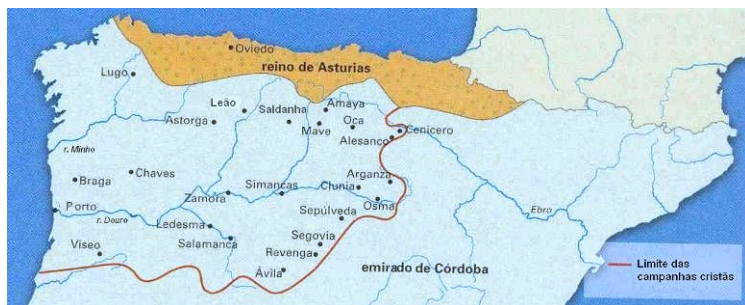 Oviedo
reino de Asturias
Lugo
Leão
Saldanha
Amaya
Astorga
Mave
Oca
Cenicero
Alesanco
r. Minho
Chaves
Braga
Arganza
Zamora
Simancas
Clunia
Osma
Porto
r. Douro
Ledesma
Sepúlveda
Ebro
Salamanca
Segovia
Viseo
Revenga
Ávila
emirado de Córdoba
Limite das
campanhas cristãs